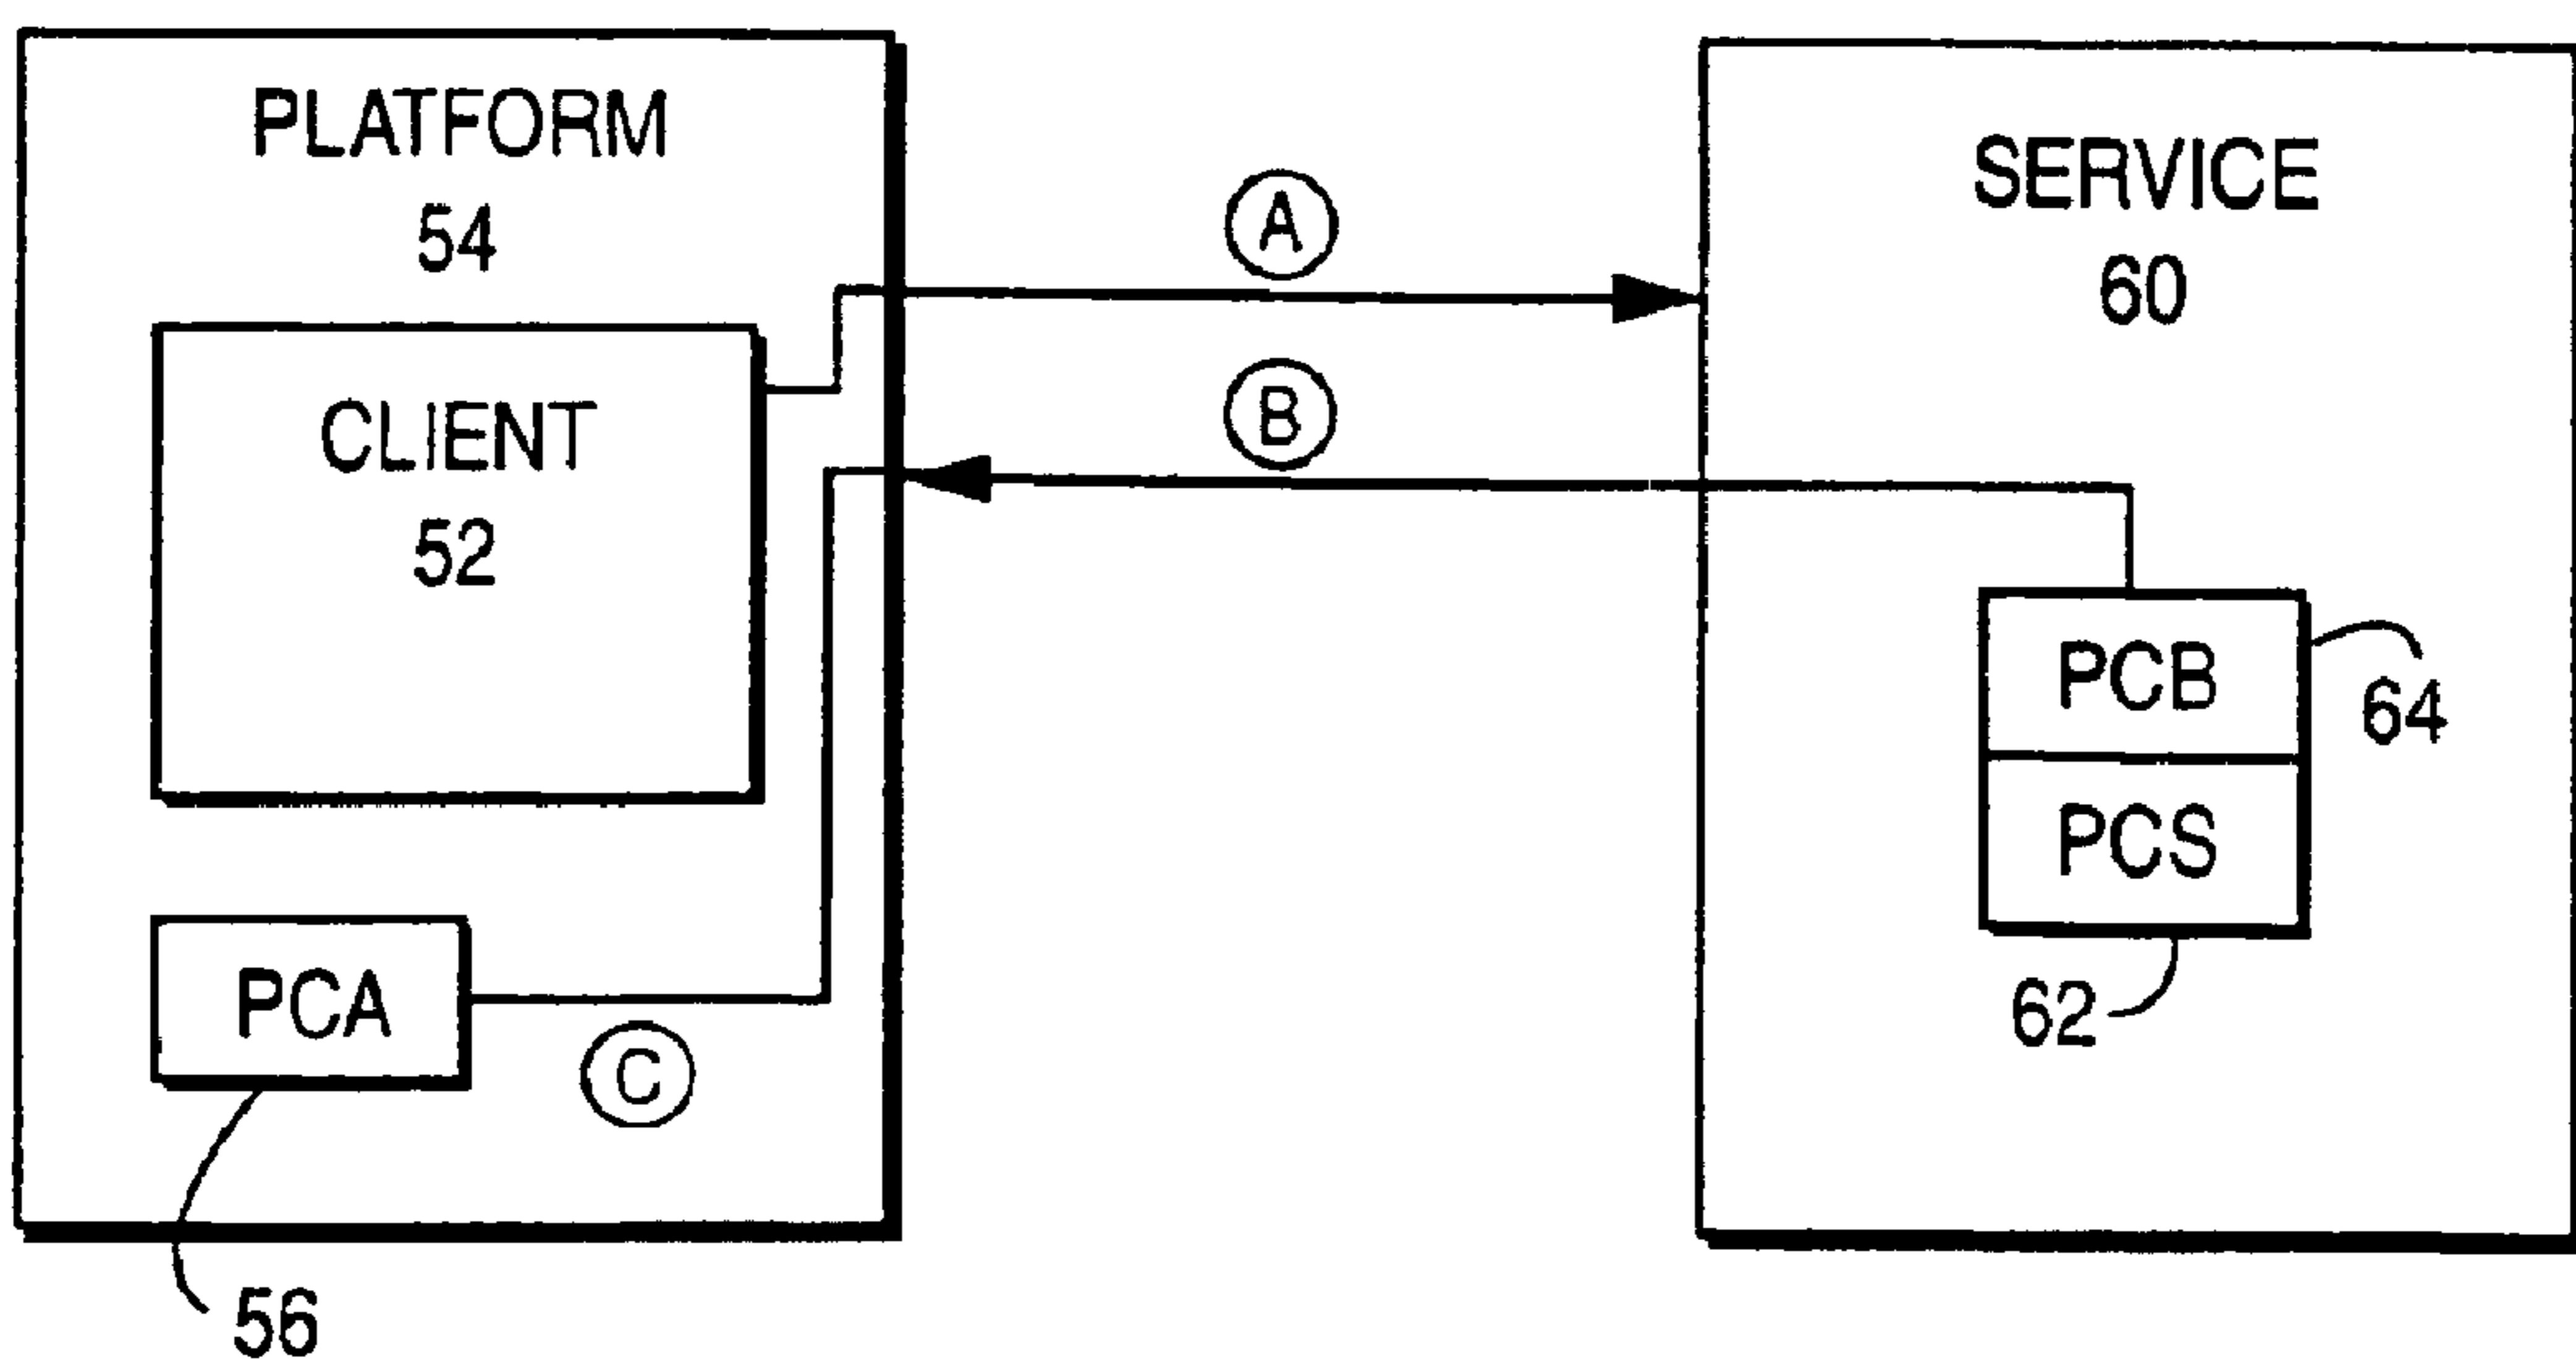 PLATFORM
54
CLIENT
52
PCA
C
56
A
B
SERVICE
60
PCB
64
PCS
62